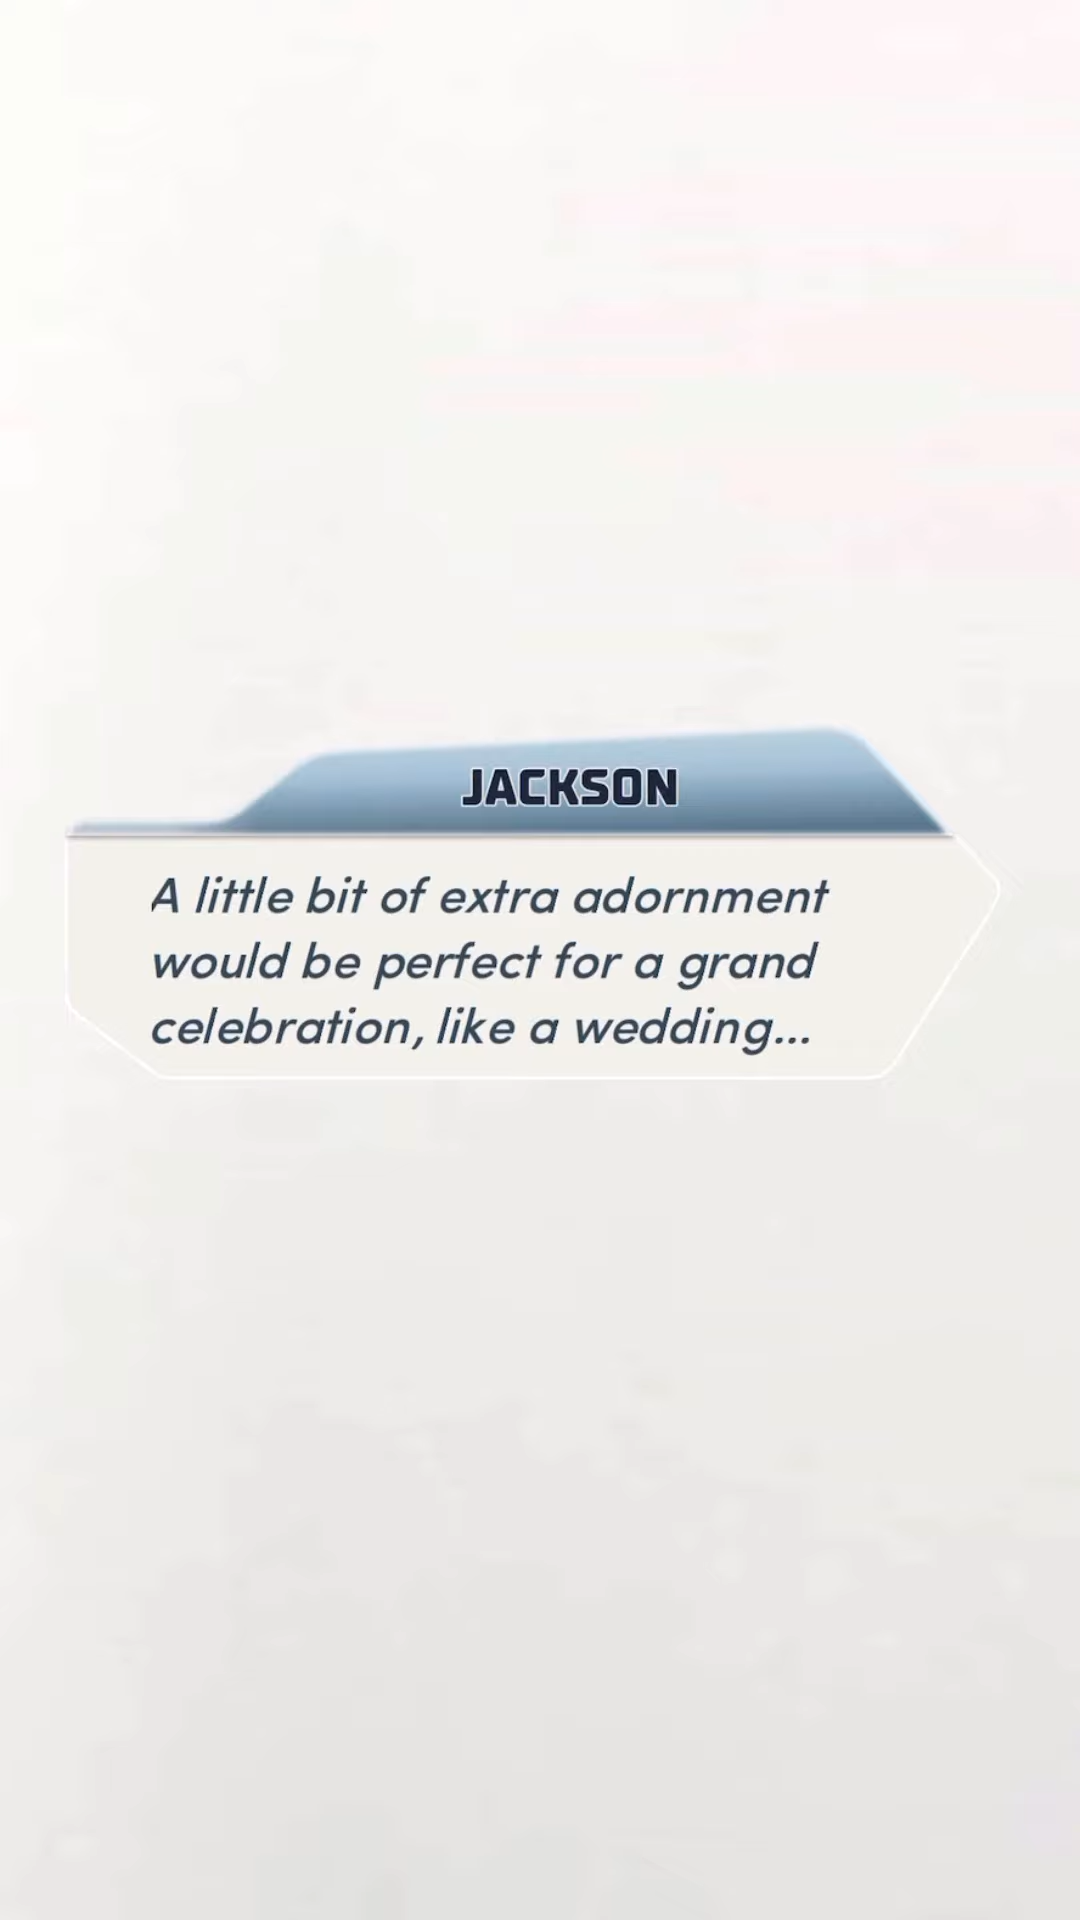 JACKSON
A little bit of extra adornment
would be perfect for a grand
celebration, like a wedding...